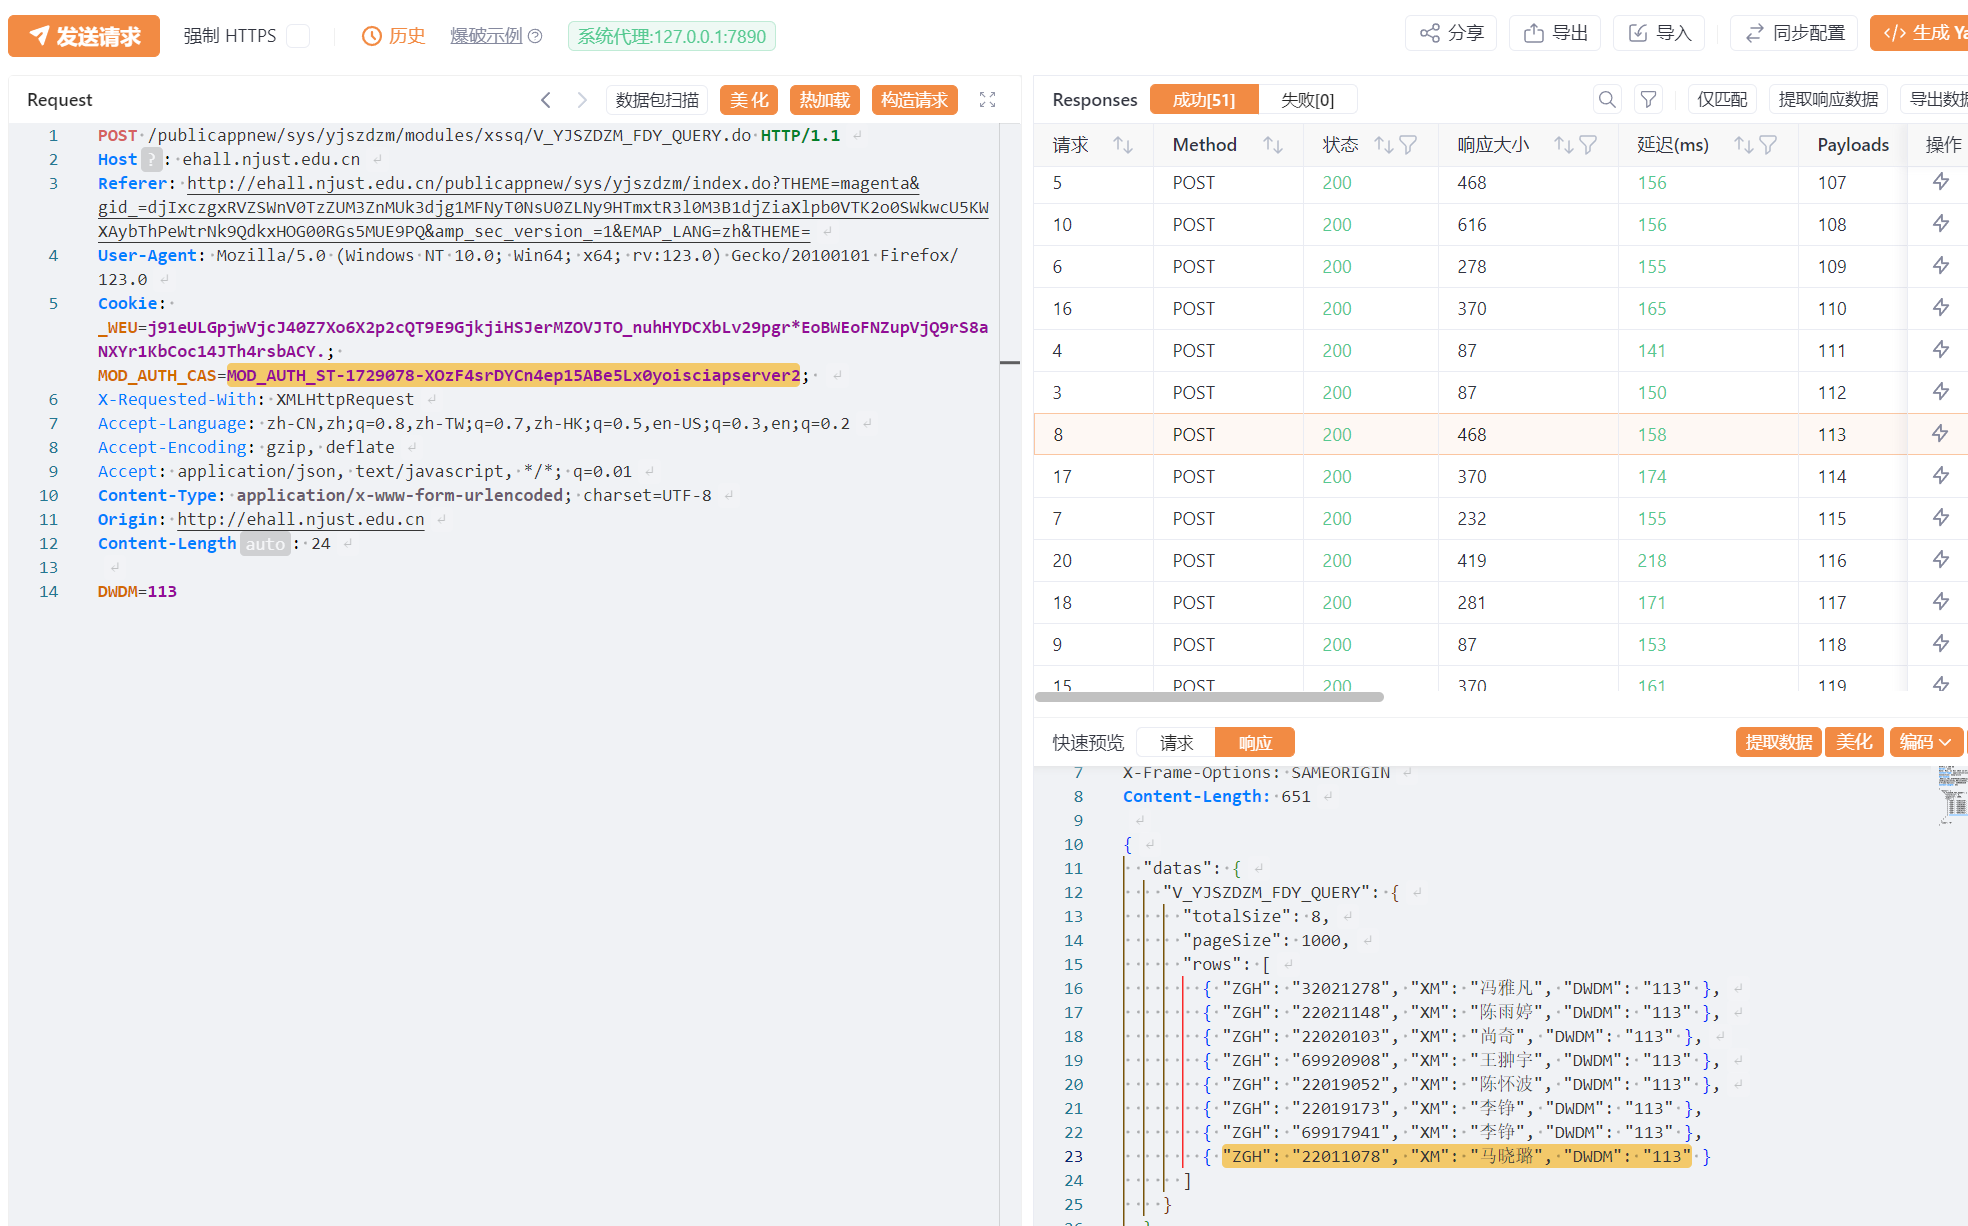 发送请求 强制 HTTPS 历史 爆破示例 系统代理:127.0.0.1:7890 分享 导出 导入 同步配置 </> 生成
Request 数据包扫描 美化 热加载 构造请求
1 POST /publicappnew/sys/yjszdzm/modules/xssq/V_YJSZDZM_FDY_QUERY.do HTTP/1.1
2 Host ? : ehall.njust.edu.cn
3 Referer: http://ehall.njust.edu.cn/publicappnew/sys/yjszdzm/index.do?THEME=magenta&
gid_=djIxczgxRVZSWnV0TzZUM3ZnMUk3djg1MFNyT0NsU0ZLNy9HTmxtR3l0M3B1djZiaXlpb0VTK2o0SWkwcU5KW
XAybThPeWtrNk9QdkxHOG00RGs5MUE9PQ&amp_sec_version_=1&EMAP_LANG=zh&THEME=
4 User-Agent: Mozilla/5.0 (Windows NT 10.0; Win64; x64; rv:123.0) Gecko/20100101 Firefox/
123.0
5 Cookie:
_WEU=j91eULGpjwVjcJ40Z7Xo6X2p2cQT9E9GjkjiHSJerMZOVJTO_nuhHYDCXbLv29pgr*EoBWEoFNZupVjQ9rS8a
NXYr1KbCoc14JTh4rsbACY.;
MOD_AUTH_CAS=MOD_AUTH_ST-1729078-XOzF4srDYCn4ep15ABe5Lx0yoisciapserver2;
6 X-Requested-With: XMLHttpRequest
7 Accept-Language: zh-CN,zh;q=0.8,zh-TW;q=0.7,zh-HK;q=0.5,en-US;q=0.3,en;q=0.2
8 Accept-Encoding: gzip, deflate
9 Accept: application/json, text/javascript, */*; q=0.01
10 Content-Type: application/x-www-form-urlencoded; charset=UTF-8
11 Origin: http://ehall.njust.edu.cn
12 Content-Length auto : 24
13
14 DWDM=113
Responses 成功[51] 失败[0] 仅匹配 提取响应数据 导出数据
请求 Method 状态 响应大小 延迟(ms) Payloads 操作
5 POST 200 468 156 107
10 POST 200 616 156 108
6 POST 200 278 155 109
16 POST 200 370 165 110
4 POST 200 87 141 111
3 POST 200 87 150 112
8 POST 200 468 158 113
17 POST 200 370 174 114
7 POST 200 232 155 115
20 POST 200 419 218 116
18 POST 200 281 171 117
9 POST 200 87 153 118
15 POST 200 370 161 119
快速预览 请求 响应 提取数据 美化 编码
7 X-Frame-Options: SAMEORIGIN
8 Content-Length: 651
9
10 {
11 "datas": {
12 "V_YJSZDZM_FDY_QUERY": {
13 "totalSize": 8,
14 "pageSize": 1000,
15 "rows": [
16 { "ZGH": "32021278", "XM": "冯雅凡", "DWDM": "113" },
17 { "ZGH": "22021148", "XM": "陈雨婷", "DWDM": "113" },
18 { "ZGH": "22020103", "XM": "尚奇", "DWDM": "113" },
19 { "ZGH": "69920908", "XM": "王翀宇", "DWDM": "113" },
20 { "ZGH": "22019052", "XM": "陈怀波", "DWDM": "113" },
21 { "ZGH": "22019173", "XM": "李铮", "DWDM": "113" },
22 { "ZGH": "69917941", "XM": "李铮", "DWDM": "113" },
23 { "ZGH": "22011078", "XM": "马晓璐", "DWDM": "113" }
24 ]
25 }